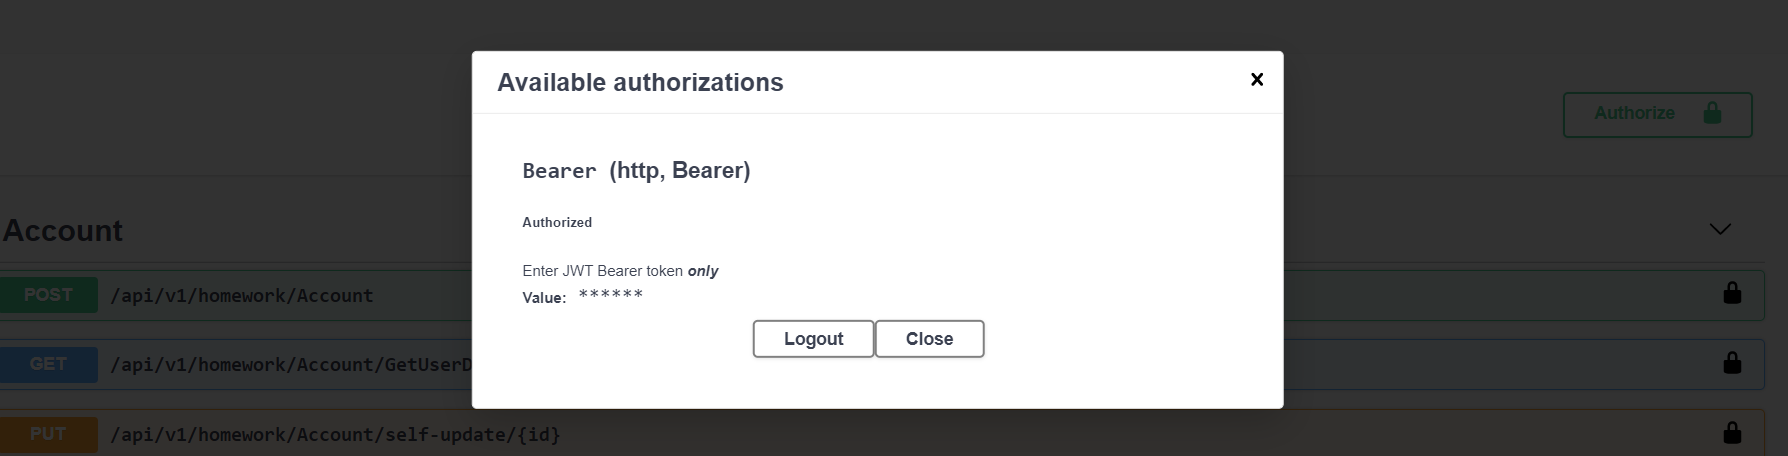 Available authorizations
Authorize
Bearer (http, Bearer)
Authorized
Account
Enter JWT Bearer token only
Value: ******
POST /api/v1/homework/Account
Logout Close
GET /api/v1/homework/Account/GetUserD
PUT /api/v1/homework/Account/self-update/{id}